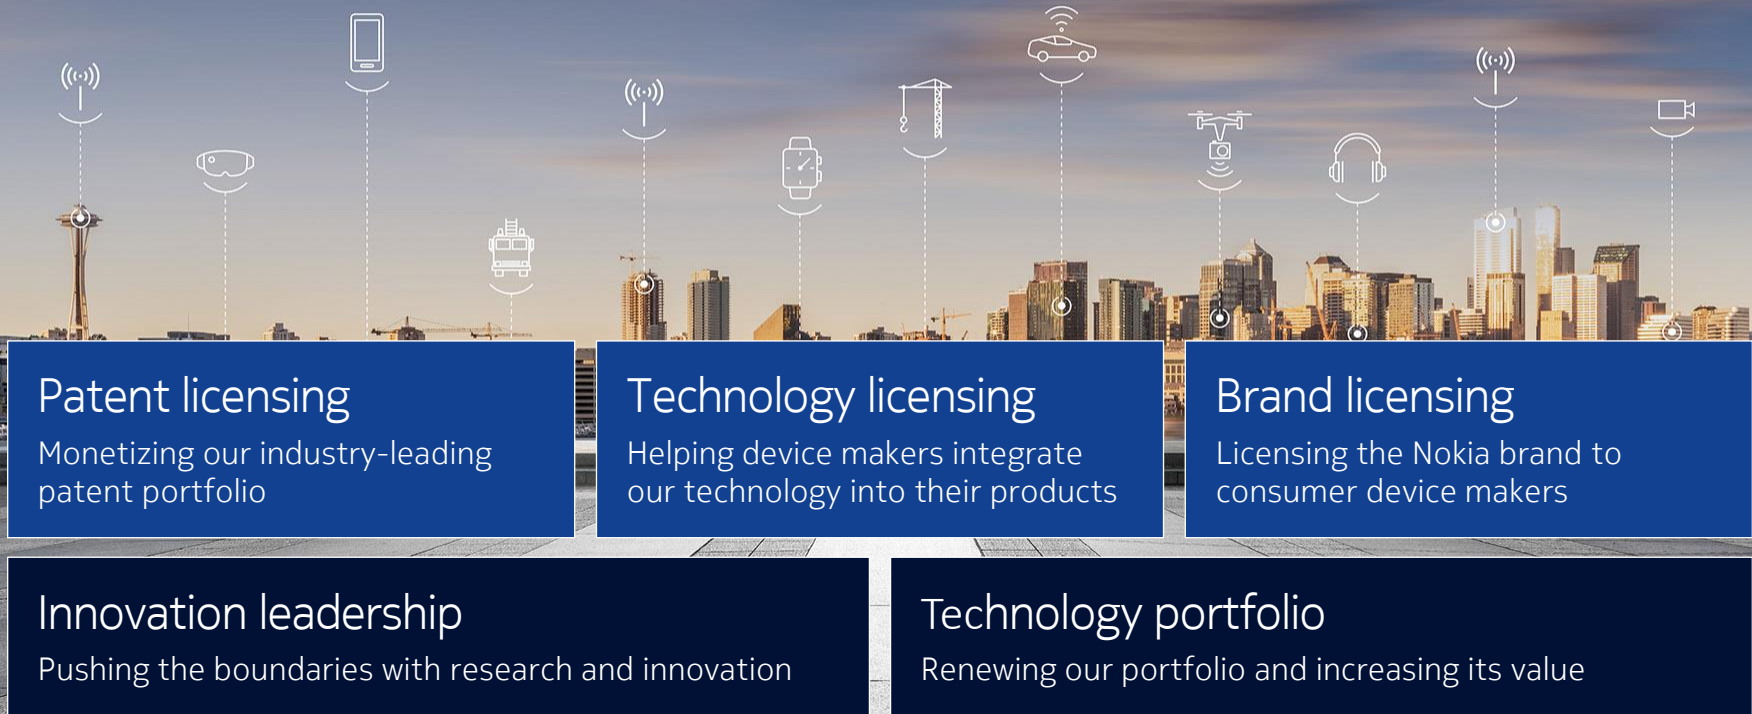 Patent licensing
Monetizing our industry-leading
patent portfolio
Technology licensing
Helping device makers integrate
our technology into their products
Brand licensing
Licensing the Nokia brand to
consumer device makers
Innovation leadership
Pushing the boundaries with research and innovation
Technology portfolio
Renewing our portfolio and increasing its value